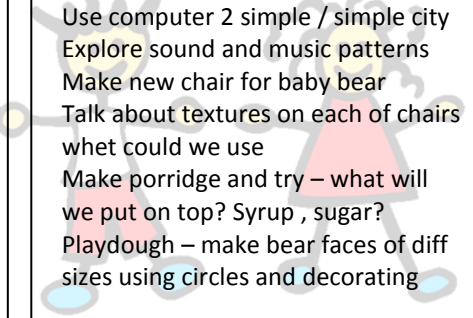 Use computer 2 simple / simple city
Explore sound and music patterns
Make new chair for baby bear
Talk about textures on each of chairs
whet could we use
Make porridge and try – what will
we put on top? Syrup , sugar?
Playdough – make bear faces of diff
sizes using circles and decorating